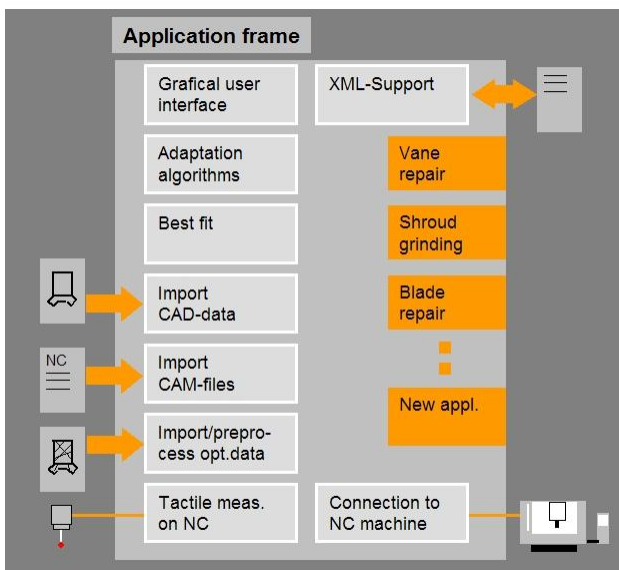 Application frame
Grafical user
interface
XML-Support
Adaptation
algorithms
Vane
repair
Best fit
Shroud
grinding
Import
CAD-data
Blade
repair
NC
Import
CAM-files
New appl.
Import/prepro-
cess opt.data
Tactile meas.
on NC
Connection to
NC machine